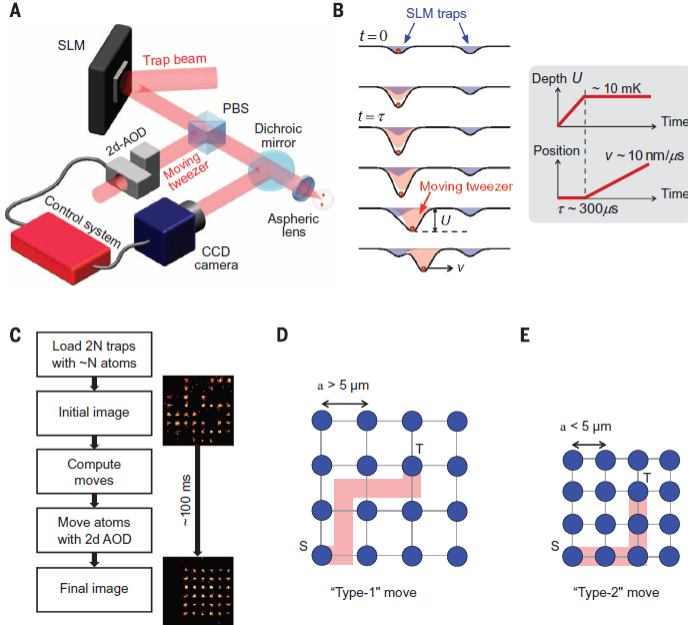 A
SLM
Trap beam
PBS
2d-AOD
Moving
tweezer
Dichroic
mirror
Control system
CCD
camera
Aspheric
lens
B
SLM traps
t=0
t=τ
Moving tweezer
U
v
Depth U
~ 10 mK
Time
Position
v ~ 10 nm/μs
Time
τ ~ 300μs
C
Load 2N traps
with ~N atoms
Initial image
Compute
moves
Move atoms
with 2d AOD
Final image
~100 ms
D
a > 5 μm
T
S
"Type-1" move
E
a < 5 μm
T
S
"Type-2" move